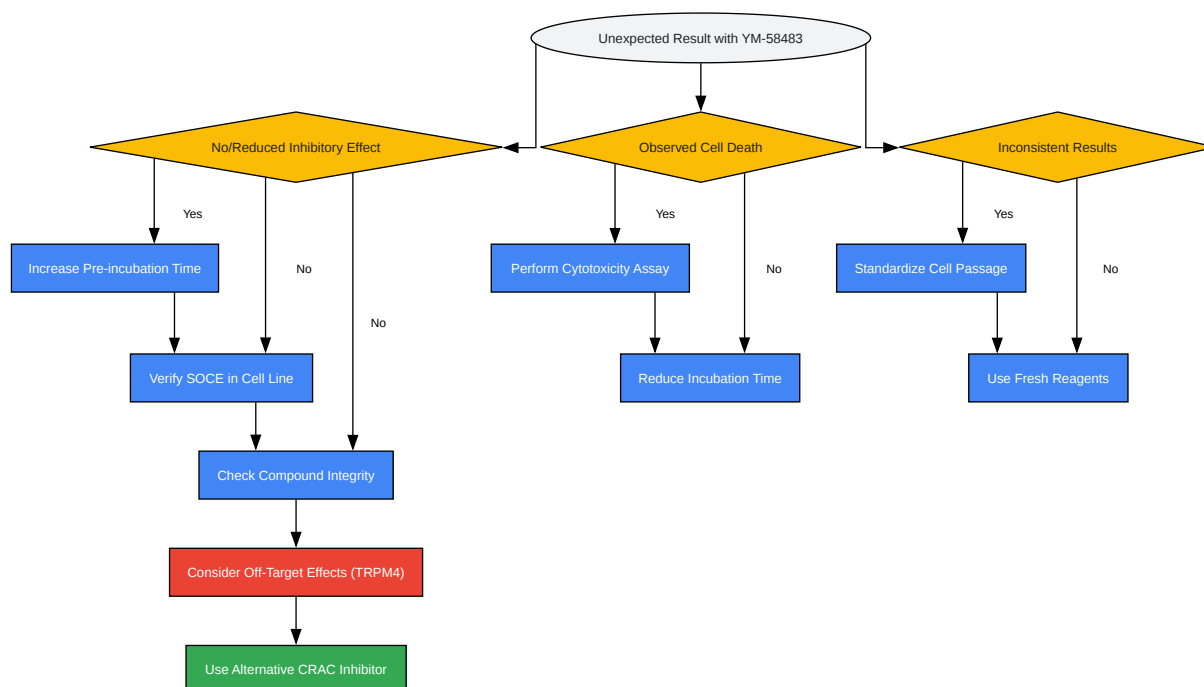 Unexpected Result with YM-58483
No/Reduced Inhibitory Effect
Observed Cell Death
Inconsistent Results
Yes
Yes
Yes
Increase Pre-incubation Time
No
Perform Cytotoxicity Assay
No
Standardize Cell Passage
No
No
Verify SOCE in Cell Line
Reduce Incubation Time
Use Fresh Reagents
Check Compound Integrity
Consider Off-Target Effects (TRPM4)
Use Alternative CRAC Inhibitor